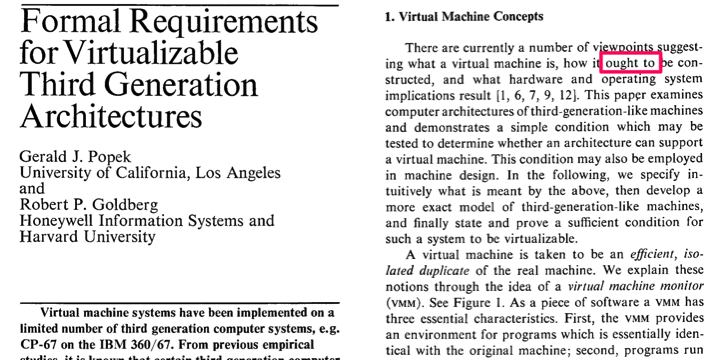 Formal Requirements
for Virtualizable
Third Generation
Architectures
Gerald J. Popek
University of California, Los Angeles
and
Robert P. Goldberg
Honeywell Information Systems and
Harvard University
Virtual machine systems have been implemented on a
limited number of third generation computer systems, e.g.
CP-67 on the IBM 360/67. From previous empirical
studies, it is known that certain third generation computer
1. Virtual Machine Concepts
There are currently a number of viewpoints suggest-
ing what a virtual machine is, how it ought to be con-
structed, and what hardware and operating system
implications result [1, 6, 7, 9, 12]. This paper examines
computer architectures of third-generation-like machines
and demonstrates a simple condition which may be
tested to determine whether an architecture can support
a virtual machine. This condition may also be employed
in machine design. In the following, we specify in-
tuitively what is meant by the above, then develop a
more exact model of third-generation-like machines,
and finally state and prove a sufficient condition for
such a system to be virtualizable.
A virtual machine is taken to be an efficient, iso-
lated duplicate of the real machine. We explain these
notions through the idea of a virtual machine monitor
(VMM). See Figure 1. As a piece of software a VMM has
three essential characteristics. First, the VMM provides
an environment for programs which is essentially iden-
tical with the original machine; second, programs run